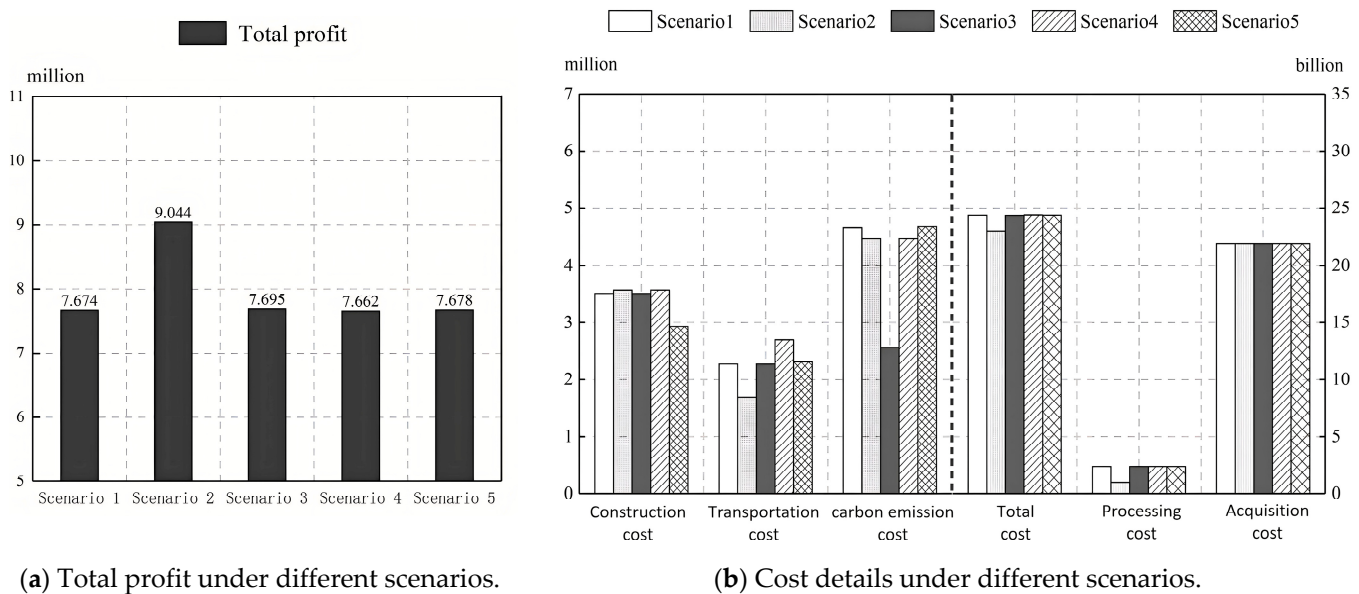 Total profit
million
11
10
9
8
7
6
5
7.674
9.044
7.695
7.662
7.678
Scenario 1 Scenario 2 Scenario 3 Scenario 4 Scenario 5
(a) Total profit under different scenarios.
Scenario1 Scenario2 Scenario3 Scenario4 Scenario5
million billion
7 35
6 30
5 25
4 20
3 15
2 10
1 5
0 0
Construction Transportation carbon emission Total Processing Acquisition
cost cost cost cost cost cost
(b) Cost details under different scenarios.